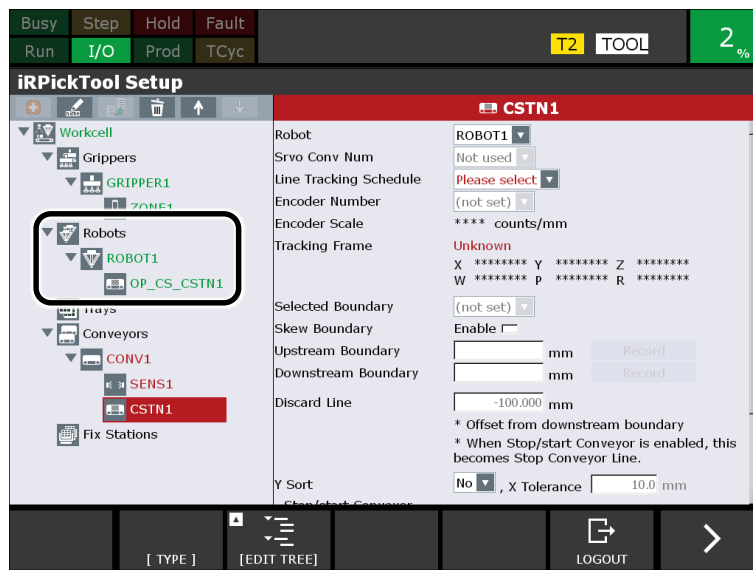 Busy Step Hold Fault
Run I/O Prod TCyc
T2 TOOL
2 %
iRPickTool Setup
CSTN1
Workcell
Grippers
GRIPPER1
ZONE1
Robots
ROBOT1
OP_CS_CSTN1
Trays
Conveyors
CONV1
SENS1
CSTN1
Fix Stations
Robot ROBOT1
Srvo Conv Num Not used
Line Tracking Schedule Please select
Encoder Number (not set)
Encoder Scale **** counts/mm
Tracking Frame Unknown
X ******** Y ******** Z ********
W ******** P ******** R ********
Selected Boundary (not set)
Skew Boundary Enable
Upstream Boundary mm Record
Downstream Boundary mm Record
Discard Line -100.000 mm
* Offset from downstream boundary
* When Stop/start Conveyor is enabled, this
becomes Stop Conveyor Line.
Y Sort No , X Tolerance 10.0 mm
Stop/start Conveyor
[ TYPE ] [EDIT TREE] LOGOUT